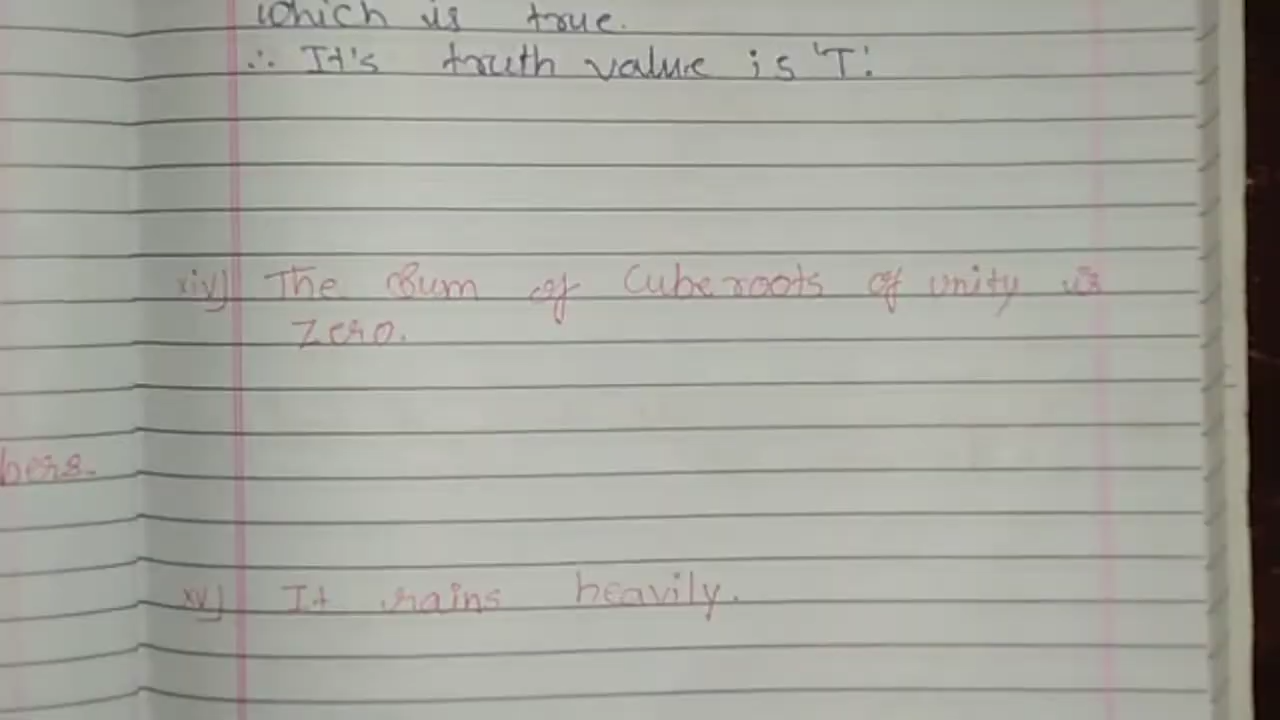 which is true.
∴ It's truth value is 'T'.
bers.
xiv) The Sum of Cube roots of unity is
Zero.
xv) It rains heavily.